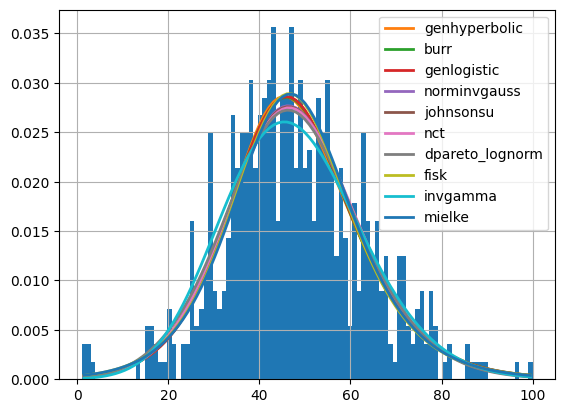 0.035
0.030
0.025
0.020
0.015
0.010
0.005
0.000
0 20 40 60 80 100
genhyperbolic
burr
genlogistic
norminvgauss
johnsonsu
nct
dpareto_lognorm
fisk
invgamma
mielke